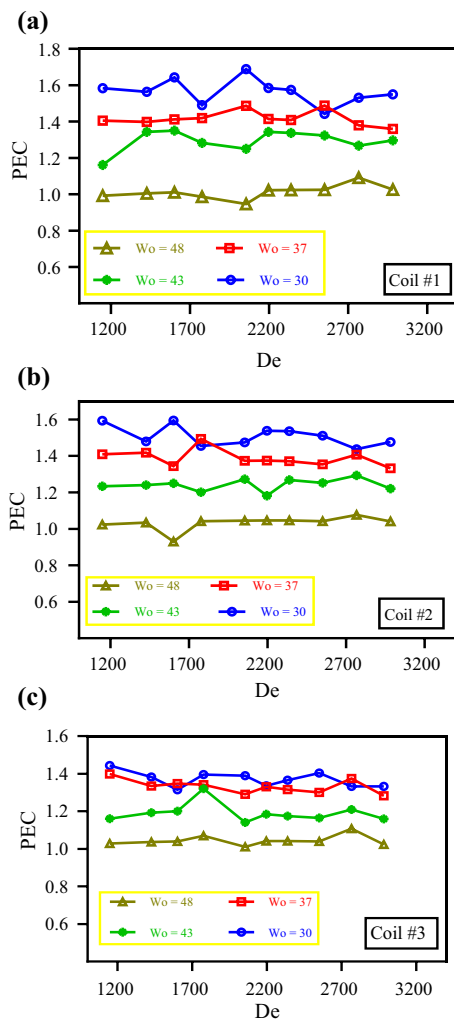 (a)
1.8
1.6
1.4
1.2
1.0
0.8
0.6
PEC
Wo = 48
Wo = 37
Wo = 43
Wo = 30
Coil #1
1200 1700 2200 2700 3200
De
(b)
1.6
1.4
1.2
1.0
0.8
0.6
PEC
Wo = 48
Wo = 37
Wo = 43
Wo = 30
Coil #2
1200 1700 2200 2700 3200
De
(c)
1.6
1.4
1.2
1.0
0.8
0.6
PEC
Wo = 48
Wo = 37
Wo = 43
Wo = 30
Coil #3
1200 1700 2200 2700 3200
De